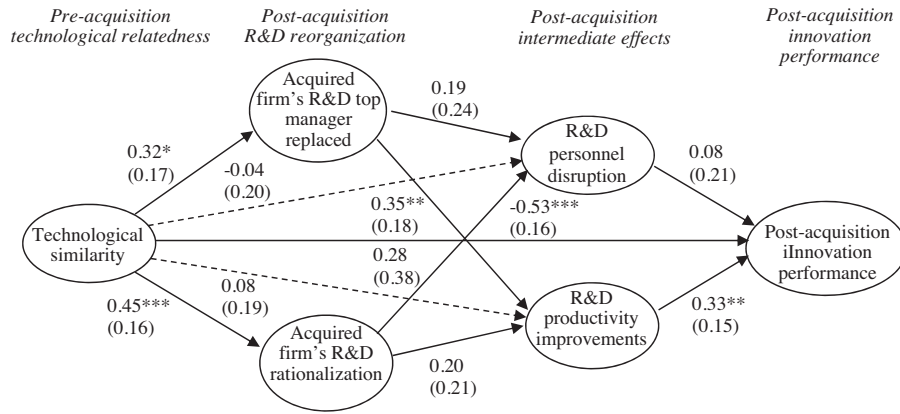 Pre-acquisition
technological relatedness
Post-acquisition
R&D reorganization
Post-acquisition
intermediate effects
Post-acquisition
innovation
performance
Acquired
firm's R&D top
manager
replaced
0.19
(0.24)
R&D
personnel
disruption
0.32*
(0.17)
-0.04
(0.20)
0.08
(0.21)
0.35**
(0.18)
-0.53***
(0.16)
Technological
similarity
Post-acquisition
iInnovation
performance
0.28
(0.38)
0.45***
(0.16)
0.08
(0.19)
R&D
productivity
improvements
0.33**
(0.15)
Acquired
firm's R&D
rationalization
0.20
(0.21)